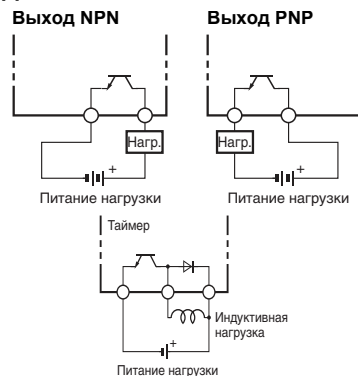 Выход NPN
Выход PNP
Нагр.
Нагр.
+
+
Питание нагрузки
Питание нагрузки
Таймер
Индуктивная
нагрузка
+
Питание нагрузки